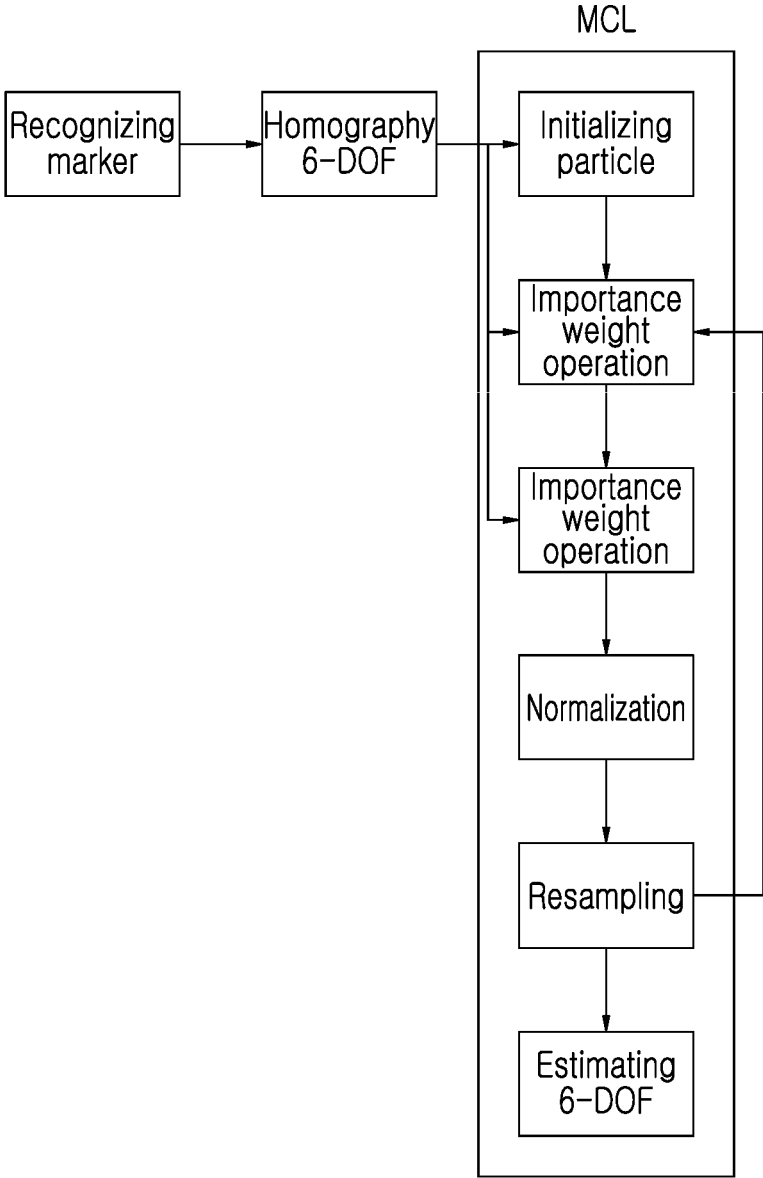 MCL
Recognizing
marker
Homography
6-DOF
Initializing
particle
Importance
weight
operation
Importance
weight
operation
Normalization
Resampling
Estimating
6-DOF